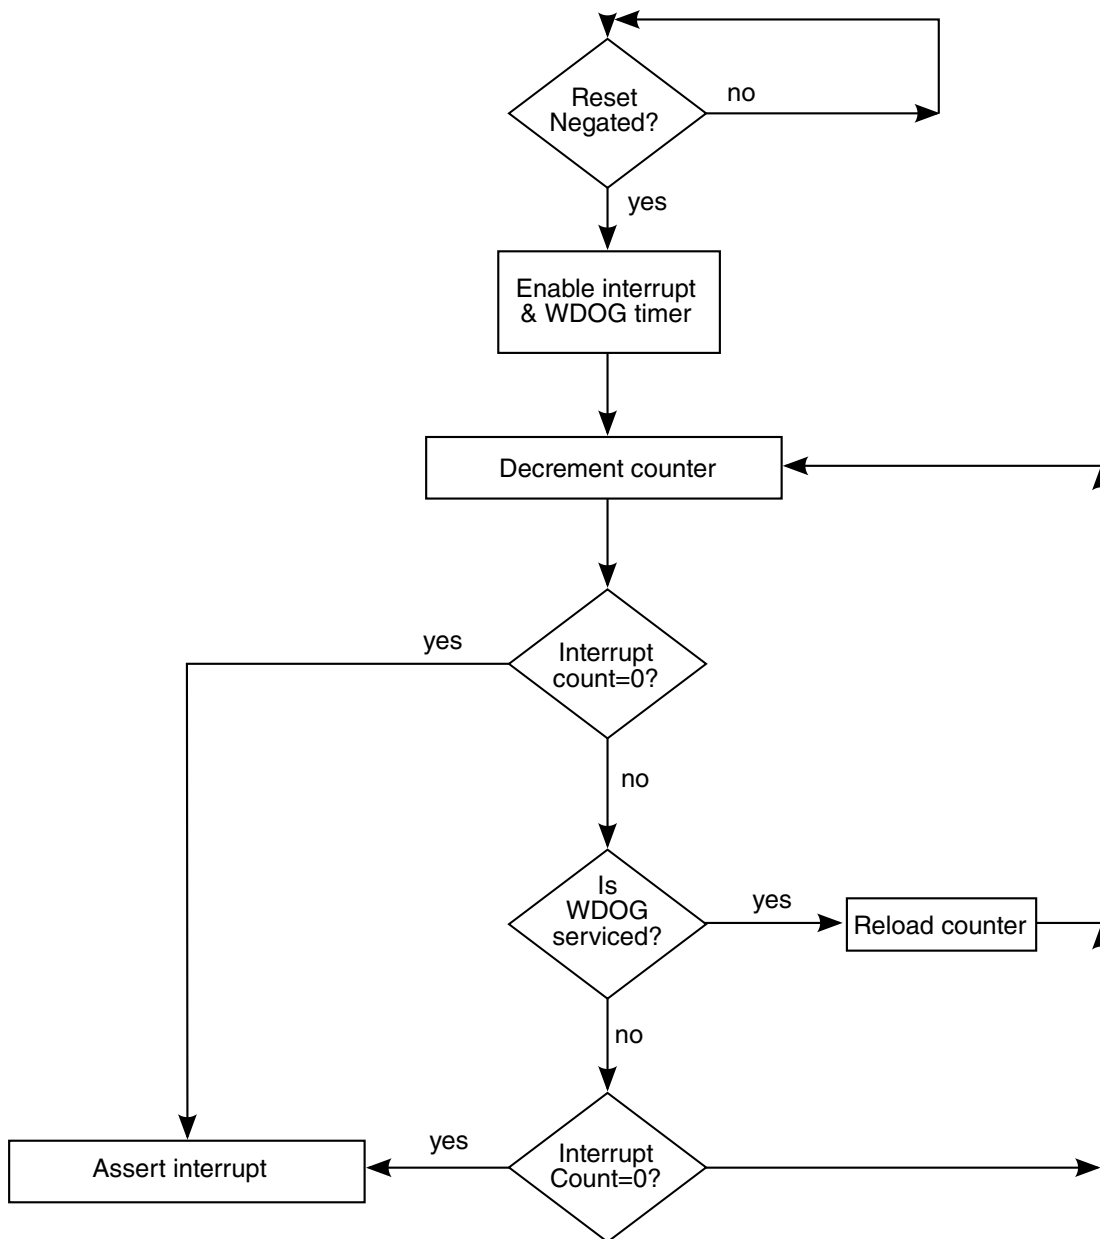 Reset
Negated?
no
yes
Enable interrupt
& WDOG timer
Decrement counter
yes
Interrupt
count=0?
no
Is
WDOG
serviced?
yes
Reload counter
no
yes
Assert interrupt
Interrupt
Count=0?